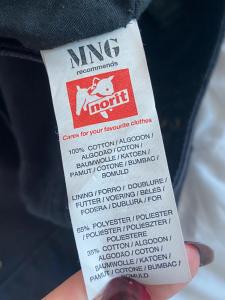 MNG
recommends
norit
Cares for your favourite clothes
100% COTTON / ALGODON /
ALGODAO / COTON /
BAUMWOLLE / KATOEN /
PAMUT / COTONE / BUMBAC /
BOMULD
LINING / FORRO / DOUBLURE /
FUTTER / VOERING / BÉLÉS /
FODERA / DUBLURA / FOR
65% POLYESTER / POLIESTER
/ POLIESTER / POLIESZTER /
POLIESTERE
35% COTTON / ALGODON /
ALGODAO / COTON /
BAUMWOLLE / KATOEN /
PAMUT / COTONE / BUMBAC /
BOMULD